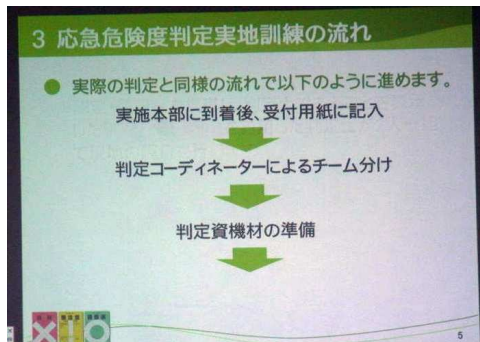 3 応急危険度判定実地訓練の流れ
● 実際の判定と同様の流れで以下のように進めます。
実施本部に到着後、受付用紙に記入
判定コーディネーターによるチーム分け
判定資機材の準備
5